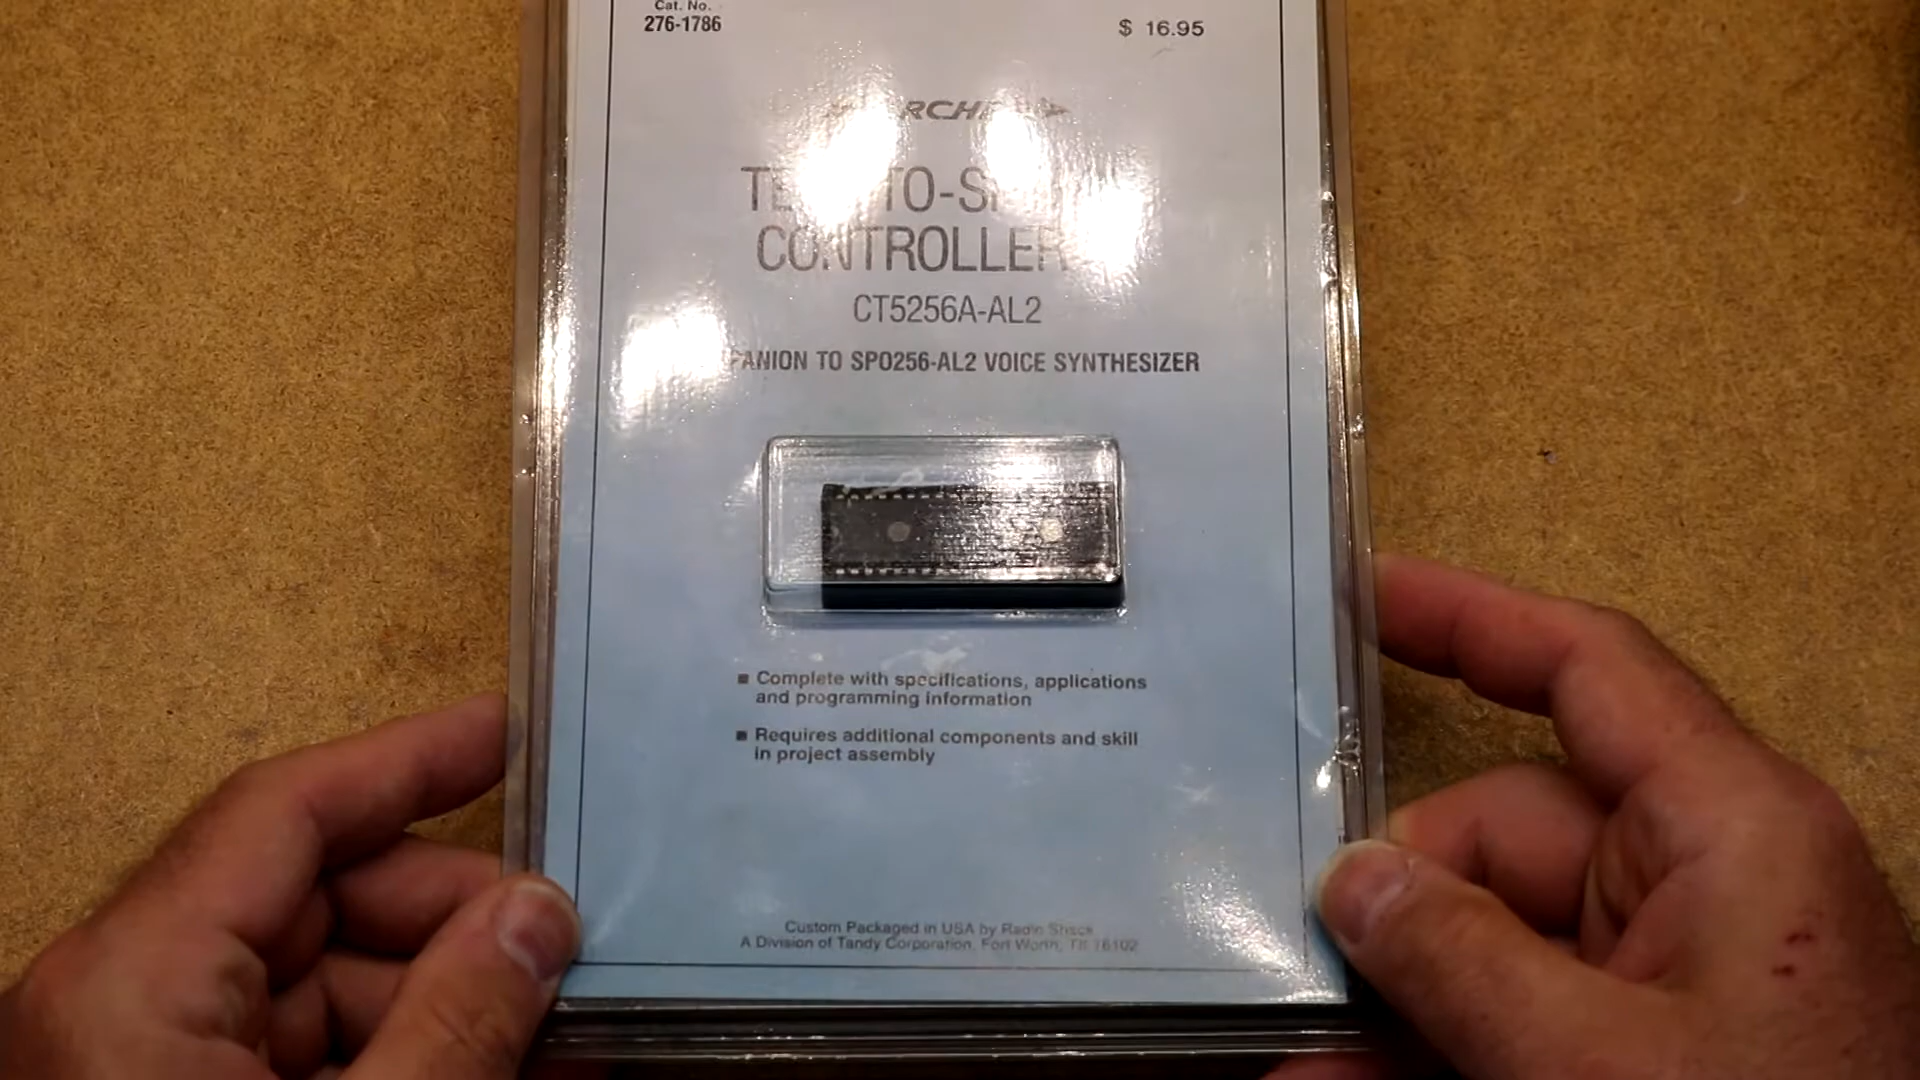 Cat. No.
276-1786
$ 16.95
TO-
CONTROLLER
CT5256A-AL2
TO SPO256-AL2 VOICE SYNTHESIZER
■ Complete with specifications, applications
and programming information
■ Requires additional components and skill
in project assembly
Custom Packaged in USA by Radio Shack
A Division of Tandy Corporation, Fort Worth, TX 76102